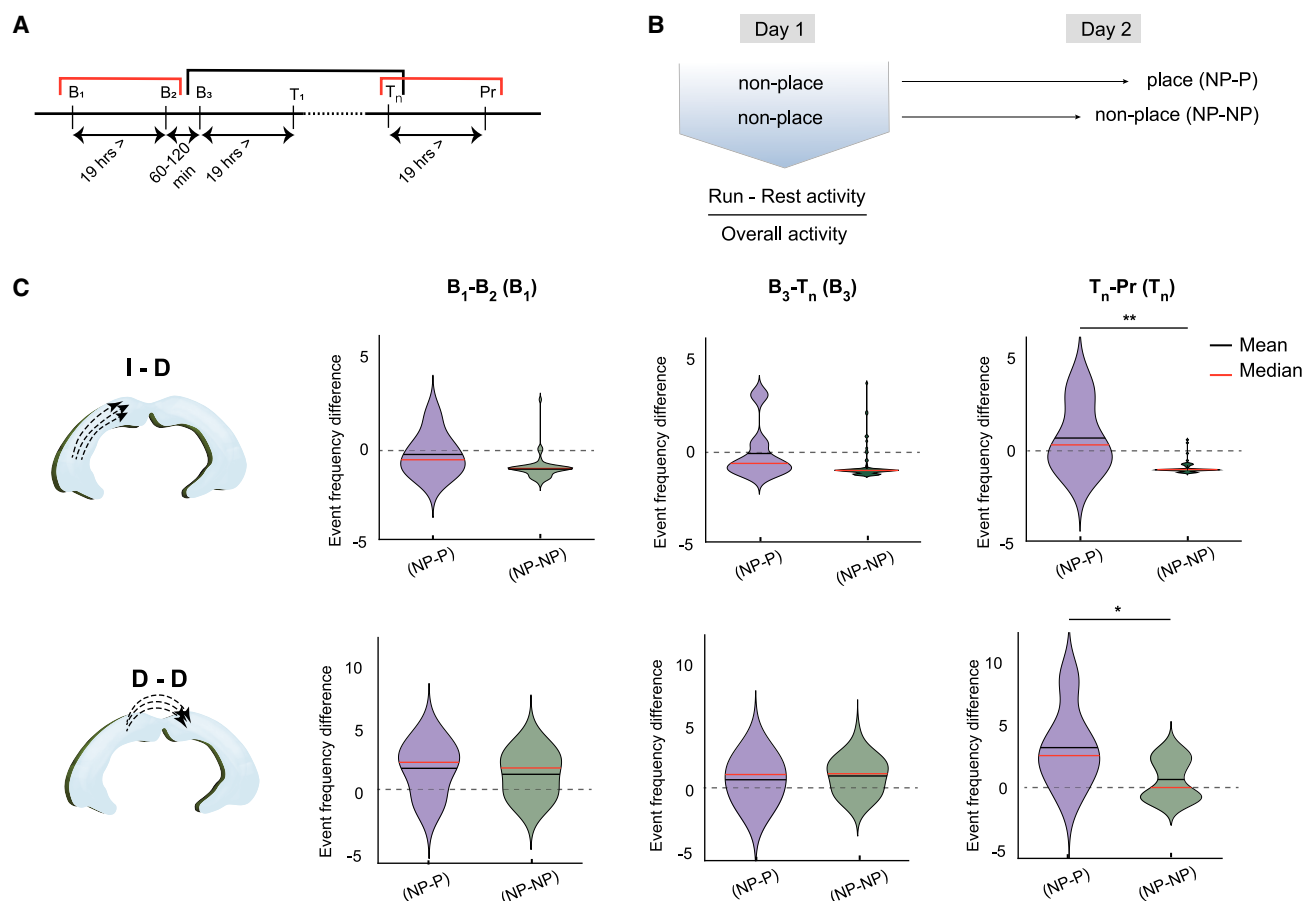 A
B₁ B₂ B₃ T₁ Tₙ Pr
19 hrs >
60-120
min
19 hrs >
19 hrs >
B
Day 1 Day 2
non-place place (NP-P)
non-place non-place (NP-NP)
Run - Rest activity
Overall activity
C
B₁-B₂ (B₁) B₃-Tₙ (B₃) Tₙ-Pr (Tₙ)
I - D
Event frequency difference
5
0
-5
(NP-P) (NP-NP)
Event frequency difference
5
0
-5
(NP-P) (NP-NP)
**
Mean
Median
Event frequency difference
5
0
-5
(NP-P) (NP-NP)
D - D
Event frequency difference
10
5
0
-5
(NP-P) (NP-NP)
Event frequency difference
10
5
0
-5
(NP-P) (NP-NP)
*
Event frequency difference
10
5
0
-5
(NP-P) (NP-NP)